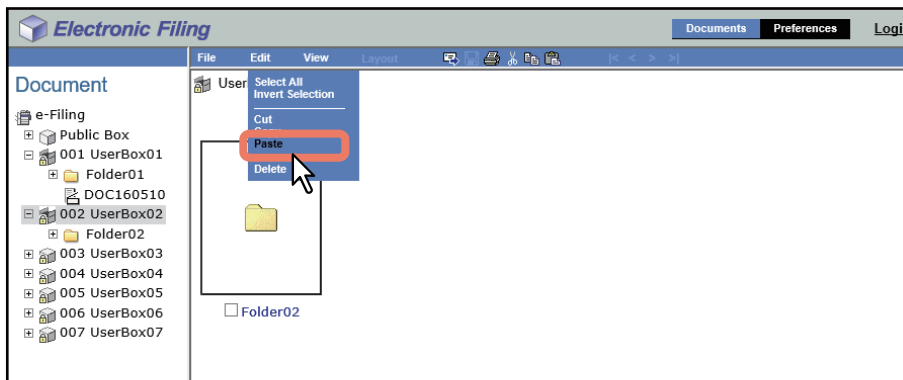 Electronic Filing
Documents Preferences Logi
File Edit View Layout |< < > >|
Document
User
Select All
Invert Selection
Cut
Copy
Paste
Delete
e-Filing
Public Box
001 UserBox01
Folder01
DOC160510
002 UserBox02
Folder02
003 UserBox03
004 UserBox04
005 UserBox05
006 UserBox06
007 UserBox07
Folder02